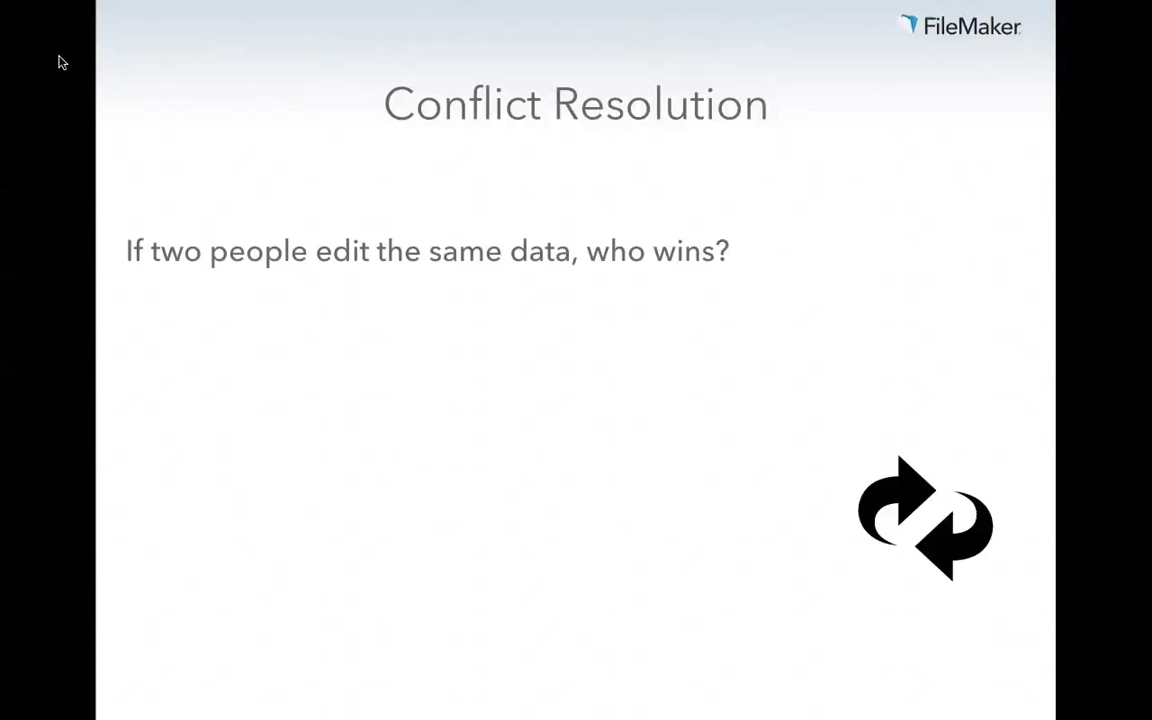 FileMaker
Conflict Resolution
If two people edit the same data, who wins?